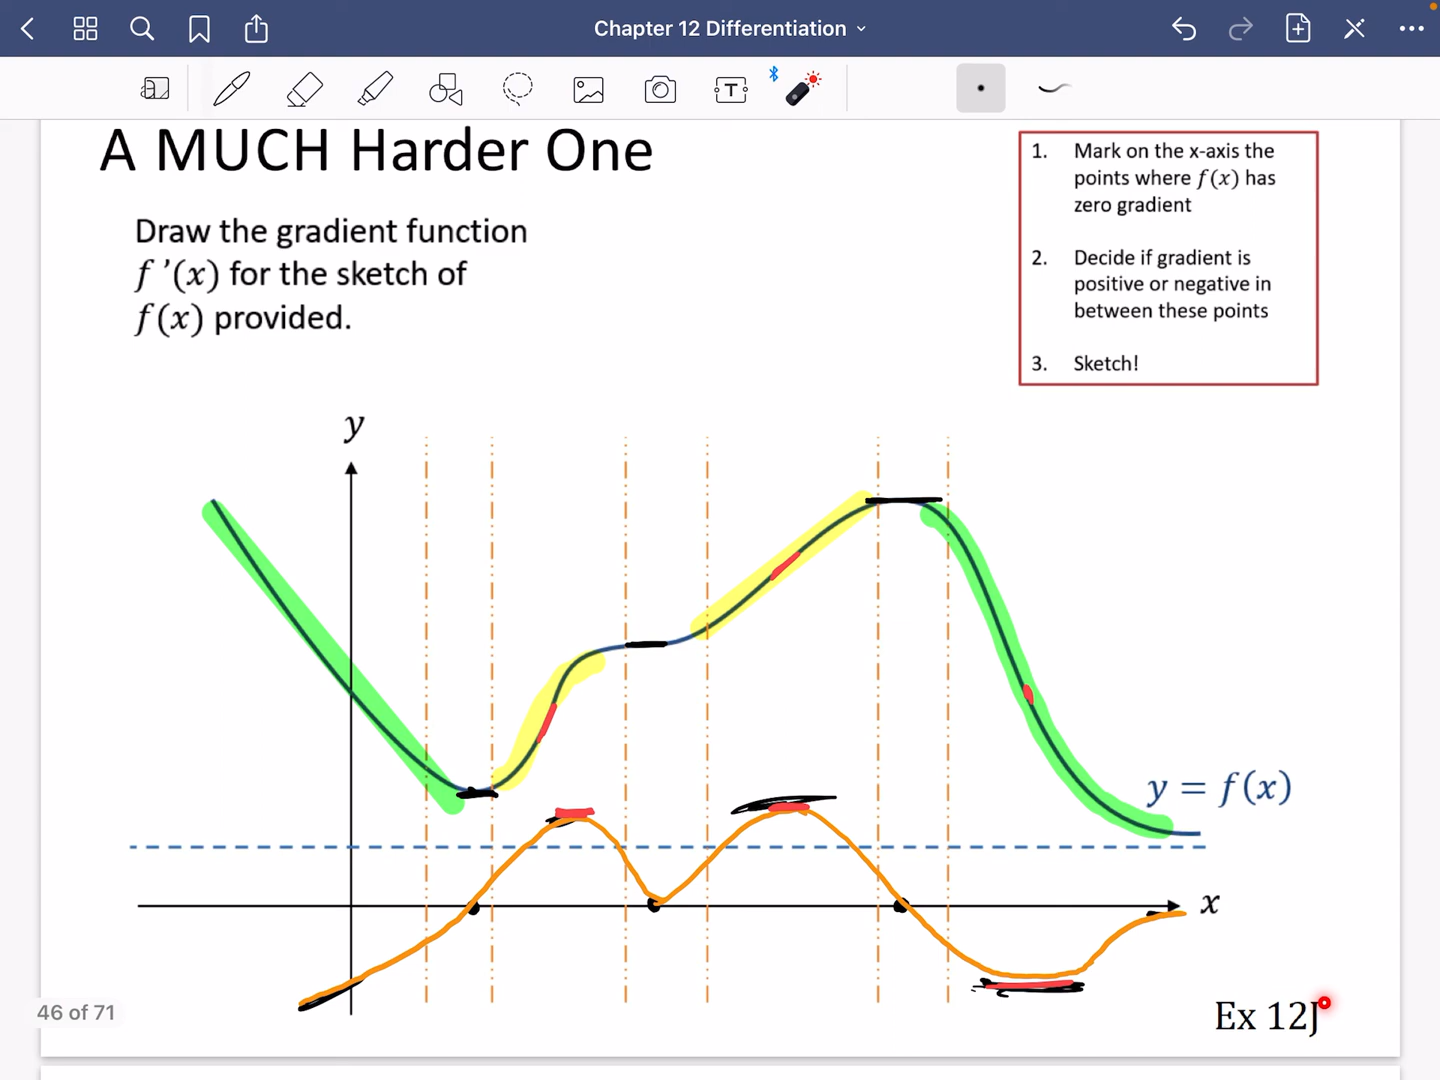 Chapter 12 Differentiation
T
A MUCH Harder One
Draw the gradient function
f ’(x) for the sketch of
f(x) provided.
1. Mark on the x-axis the
points where f(x) has
zero gradient
2. Decide if gradient is
positive or negative in
between these points
3. Sketch!
y
y = f(x)
x
46 of 71
Ex 12J